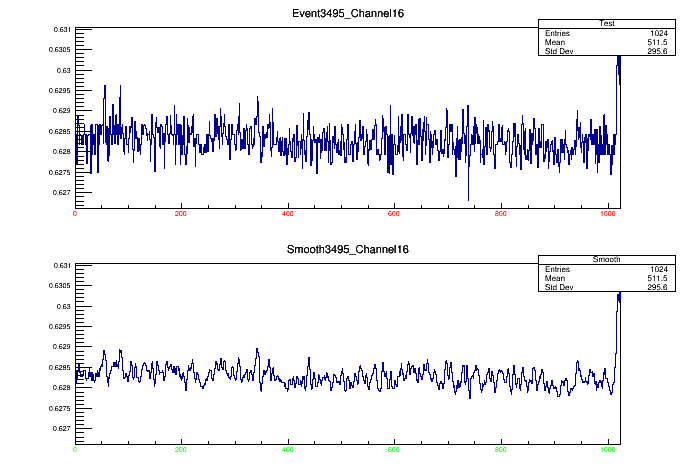 Event3495_Channel16
Test
Entries 1024
Mean 511.5
Std Dev 295.6
0.631
0.6305
0.63
0.6295
0.629
0.6285
0.628
0.6275
0.627
0 200 400 600 800 1000
Smooth3495_Channel16
Smooth
Entries 1024
Mean 511.5
Std Dev 295.6
0.631
0.6305
0.63
0.6295
0.629
0.6285
0.628
0.6275
0.627
0 200 400 600 800 1000